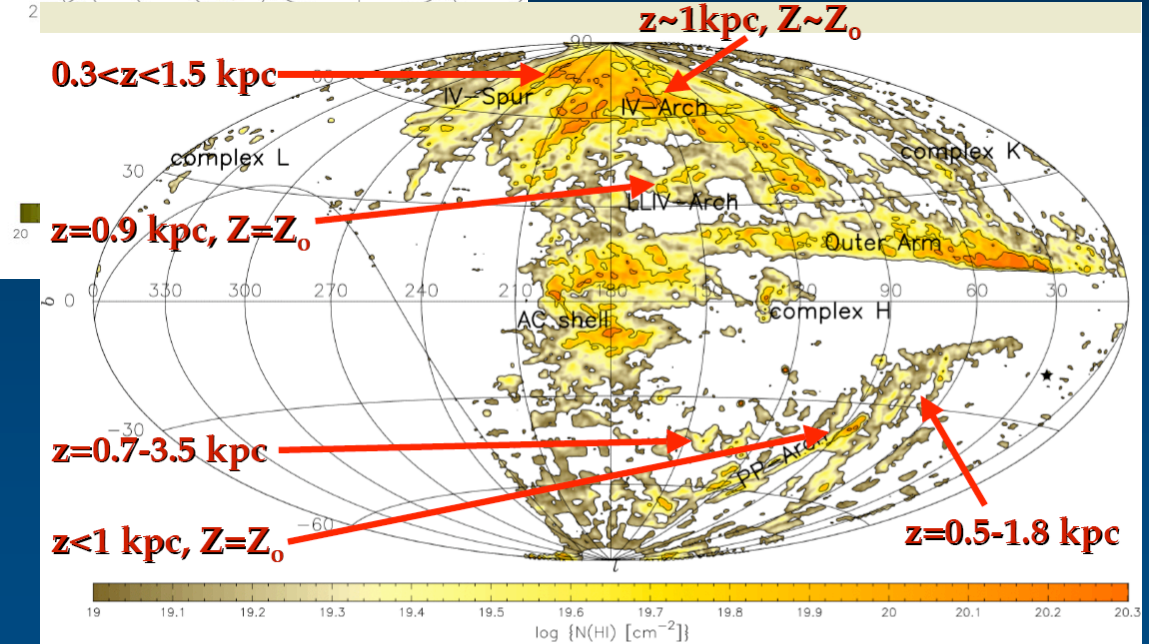 2
z~1kpc, Z~Zo
90
0.3<z<1.5 kpc
60
IV-Spur
IV-Arch
complex L
complex K
30
LLIV-Arch
z=0.9 kpc, Z=Zo
20
Outer Arm
b
0
0 330 300 270 240 210 180 90 60 30
AC shell
complex H
-30
z=0.7-3.5 kpc
PP-Arch
z<1 kpc, Z=Zo
-60
z=0.5-1.8 kpc
l
19 19.1 19.2 19.3 19.4 19.5 19.6 19.7 19.8 19.9 20 20.1 20.2 20.3
log {N(HI) [cm-2]}